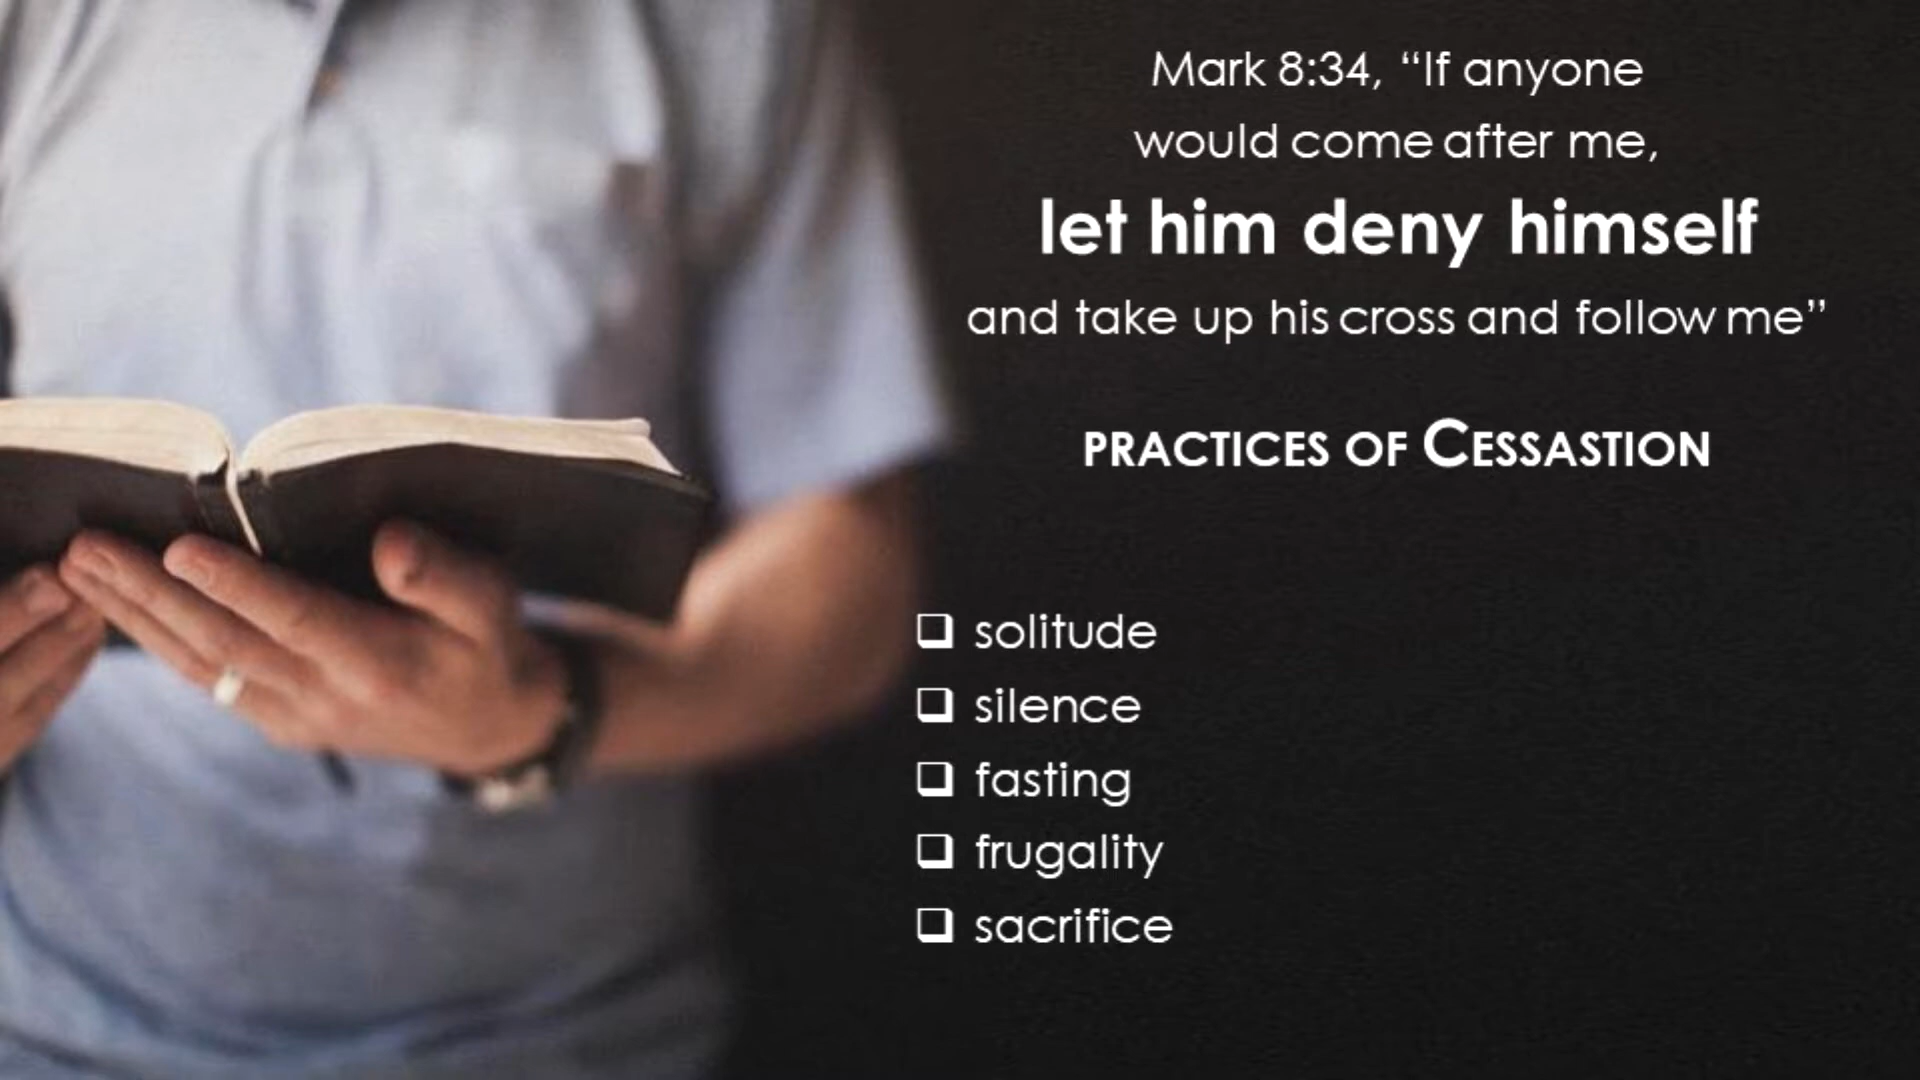 Mark 8:34, “If anyone
would come after me,
let him deny himself
and take up his cross and follow me”
PRACTICES OF CESSASTION
❑ solitude
❑ silence
❑ fasting
❑ frugality
❑ sacrifice